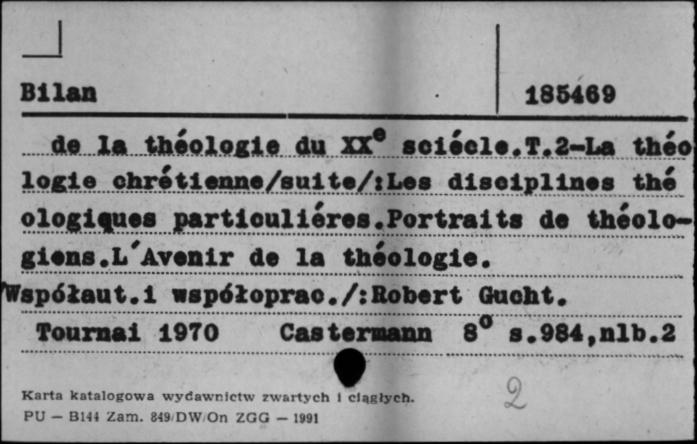 Bilan 185469
de la théologie du XXe sciécle.T.2-La théo
logie chrétienne/suite/:Les disciplines thé
ologiques particuliéres.Portraits de théolo-
giens.L'Avenir de la théologie.
/Współaut.i współoprac./:Robert Gucht.
Tournai 1970 Castermann 8o s.984,nlb.2
Karta katalogowa wydawnictw zwartych i ciągłych.
PU — B144 Zam. 849/DW/On ZGG — 1991
2